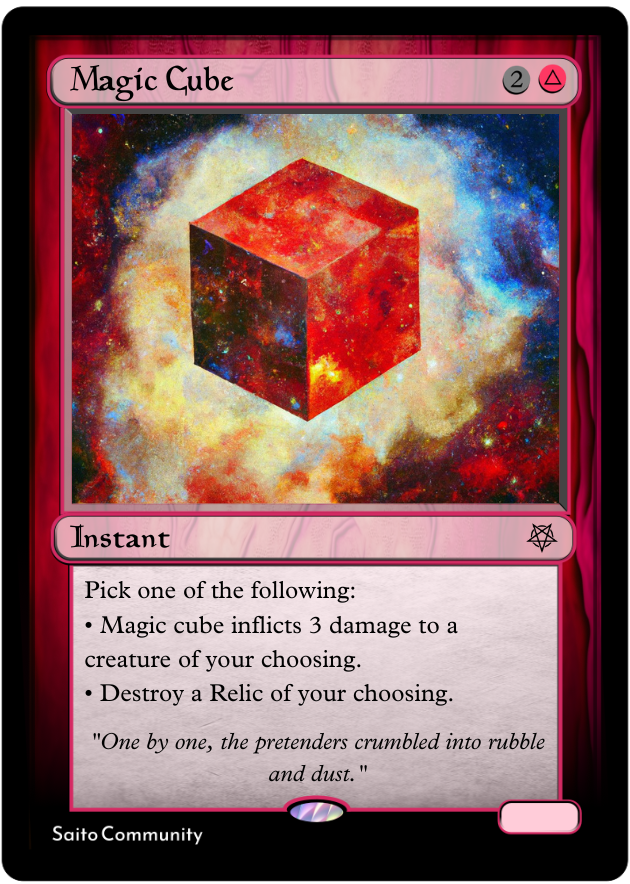 Magic Cube 2
Instant
Pick one of the following:
• Magic cube inflicts 3 damage to a
creature of your choosing.
• Destroy a Relic of your choosing.
"One by one, the pretenders crumbled into rubble
and dust."
Saito Community